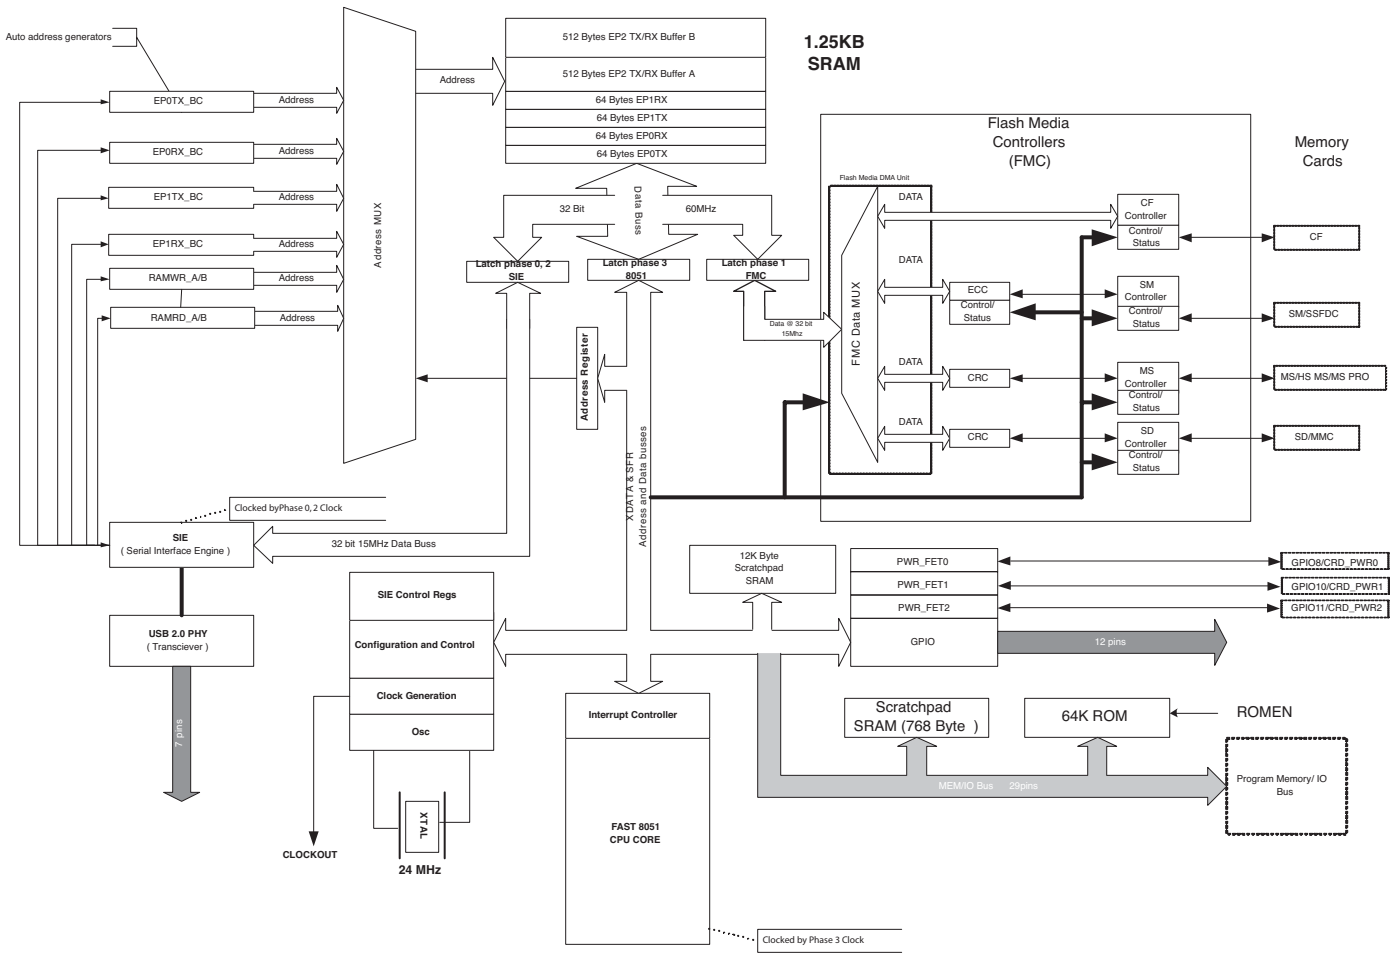 Auto address generators
EP0TX_BC
Address
EP0RX_BC
Address
EP1TX_BC
Address
EP1RX_BC
Address
RAMWR_A/B
Address
RAMRD_A/B
Address
Address MUX
Address
512 Bytes EP2 TX/RX Buffer B
512 Bytes EP2 TX/RX Buffer A
64 Bytes EP1RX
64 Bytes EP1TX
64 Bytes EP0RX
64 Bytes EP0TX
1.25KB
SRAM
32 Bit
Data Buss
60MHz
Latch phase 0, 2
SIE
Latch phase 3
8051
Latch phase 1
FMC
Data @ 32 bit
15Mhz
Address Register
XDATA & SFR
Address and Data busses
Flash Media
Controllers
(FMC)
Flash Media DMA Unit
FMC Data MUX
DATA
DATA
DATA
DATA
ECC
Control/
Status
CRC
CRC
CF
Controller
Control/
Status
SM
Controller
Control/
Status
MS
Controller
Control/
Status
SD
Controller
Control/
Status
Memory
Cards
CF
SM/SSFDC
MS/HS MS/MS PRO
SD/MMC
Clocked byPhase 0, 2 Clock
SIE
( Serial Interface Engine )
32 bit 15MHz Data Buss
USB 2.0 PHY
( Transciever )
7 pins
SIE Control Regs
Configuration and Control
Clock Generation
Osc
XTAL
24 MHz
CLOCKOUT
12K Byte
Scratchpad
SRAM
PWR_FET0
PWR_FET1
PWR_FET2
GPIO
GPIO8/CRD_PWR0
GPIO10/CRD_PWR1
GPIO11/CRD_PWR2
12 pins
Interrupt Controller
FAST 8051
CPU CORE
Clocked by Phase 3 Clock
Scratchpad
SRAM (768 Byte )
64K ROM
ROMEN
MEM/IO Bus 29pins
Program Memory/ IO
Bus